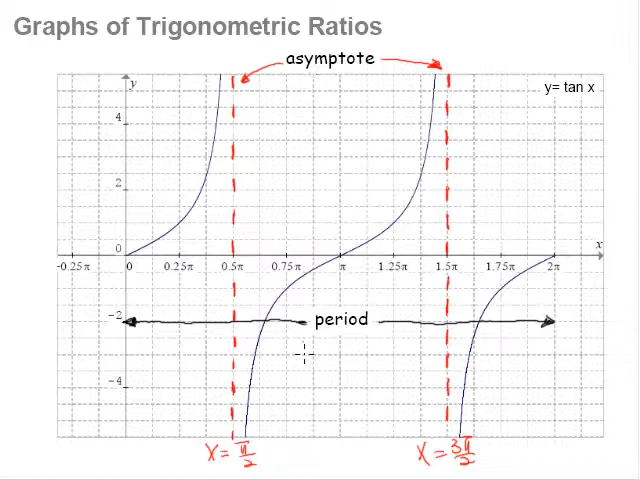 Graphs of Trigonometric Ratios
asymptote
y
y= tan x
4
2
0
x
-0.25π 0 0.25π 0.5π 0.75π π 1.25π 1.5π 1.75π 2π
-2
period
-4
X = π/2
X = 3π/2